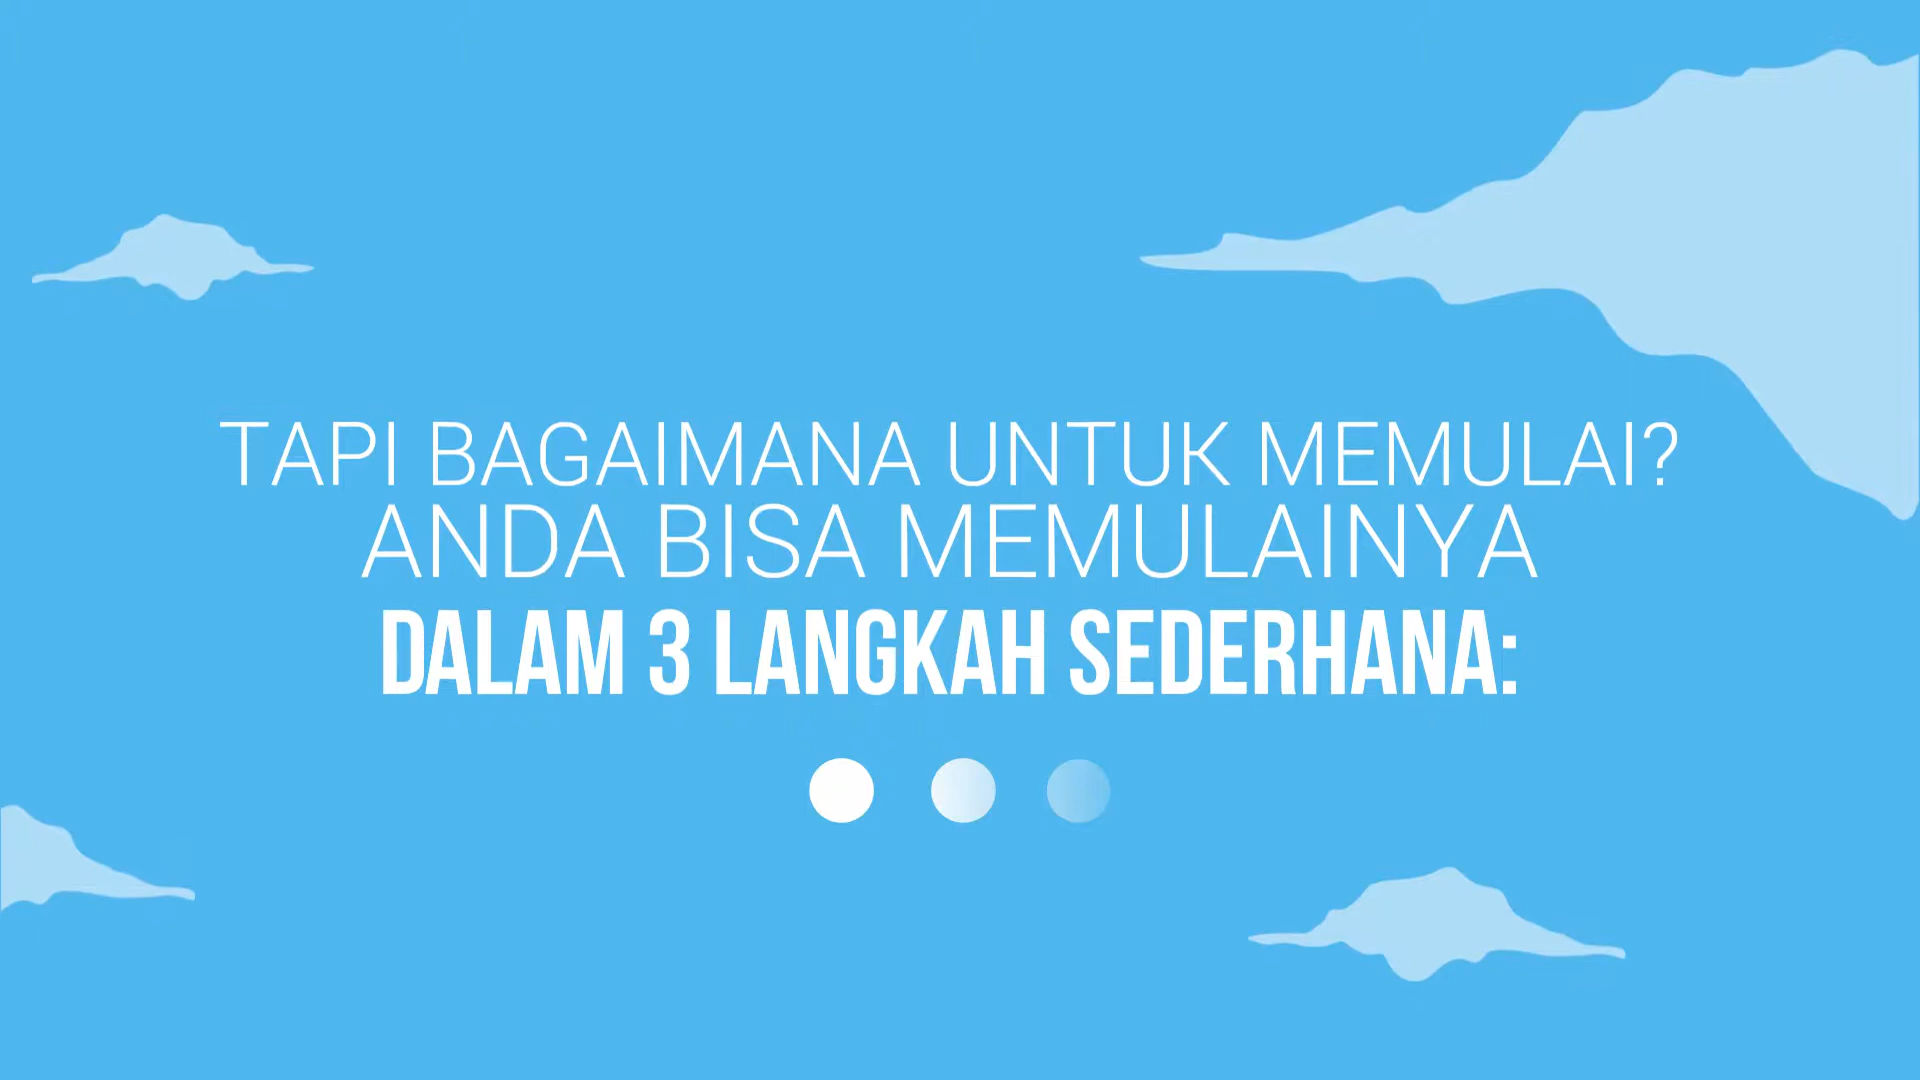 TAPI BAGAIMANA UNTUK MEMULAI?
ANDA BISA MEMULAINYA
DALAM 3 LANGKAH SEDERHANA: